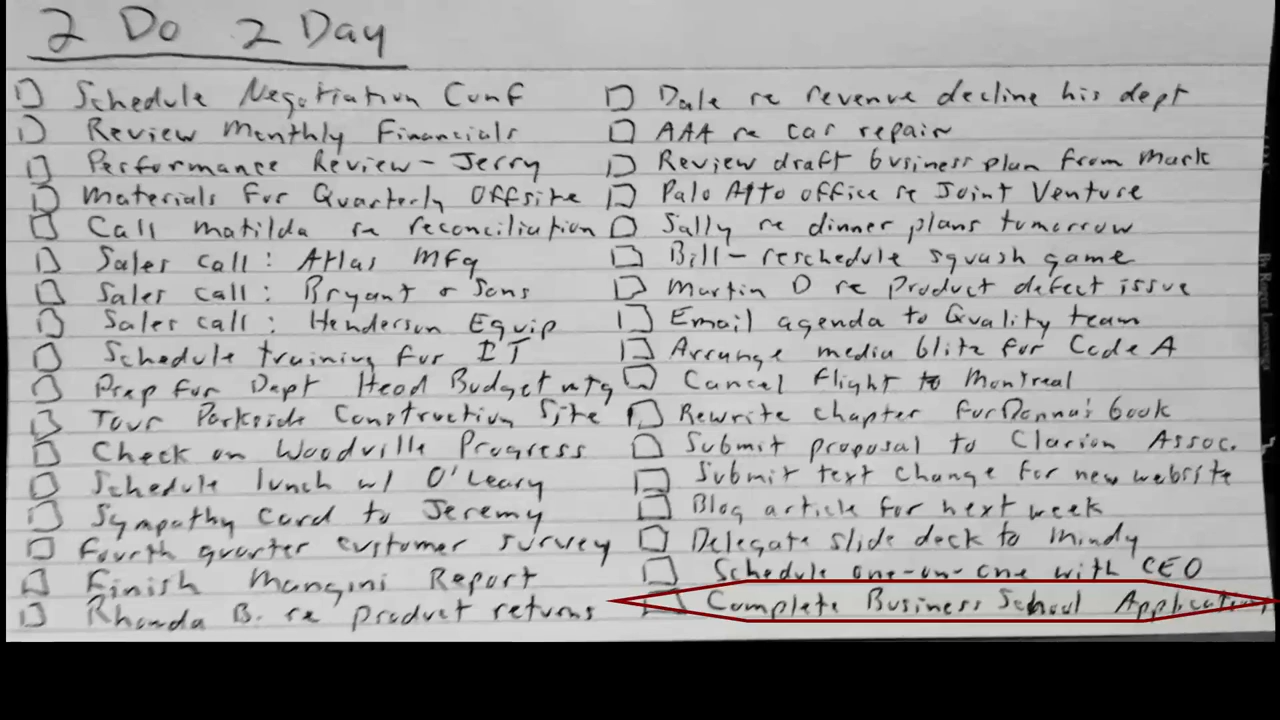 2 Do 2 Day
Schedule Negotiation Conf
Review Monthly Financials
Performance Review - Jerry
Materials for Quarterly Offsite
Call Matilda re reconciliation
Sales call: Atlas Mfg
Sales call: Bryant & Sons
Sales call: Henderson Equip
Schedule training for IT
Prep for Dept Head Budget mtg
Tour Parkside Construction Site
Check on Woodville Progress
Schedule lunch w/ O'Leary
Sympathy Card to Jeremy
Fourth quarter customer survey
Finish Mangini Report
Rhonda B. re product returns
Dale re revenue decline his dept
AAA re car repair
Review draft business plan from Mark
Palo Alto office re Joint Venture
Sally re dinner plans tomorrow
Bill - reschedule squash game
Martin D re Product defect issue
Email agenda to Quality team
Arrange media blitz for Code A
Cancel flight to Montreal
Rewrite chapter for Donna's book
Submit proposal to Clarion Assoc.
Submit text change for new website
Blog article for next week
Delegate slide deck to Mindy
Schedule one-on-one with CEO
Complete Business School Application